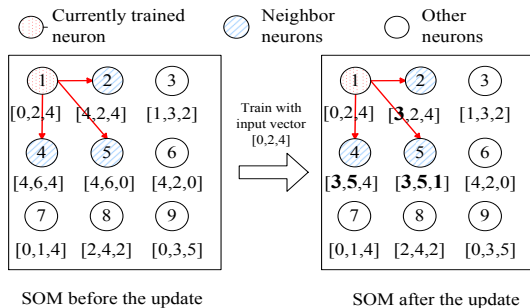 Currently trained neuron
Neighbor neurons
Other neurons
1 2 3
[0,2,4] [4,2,4] [1,3,2]
4 5 6
[4,6,4] [4,6,0] [4,2,0]
7 8 9
[0,1,4] [2,4,2] [0,3,5]
SOM before the update
Train with
input vector
[0,2,4]
1 2 3
[0,2,4] [3,2,4] [1,3,2]
4 5 6
[3,5,4] [3,5,1] [4,2,0]
7 8 9
[0,1,4] [2,4,2] [0,3,5]
SOM after the update